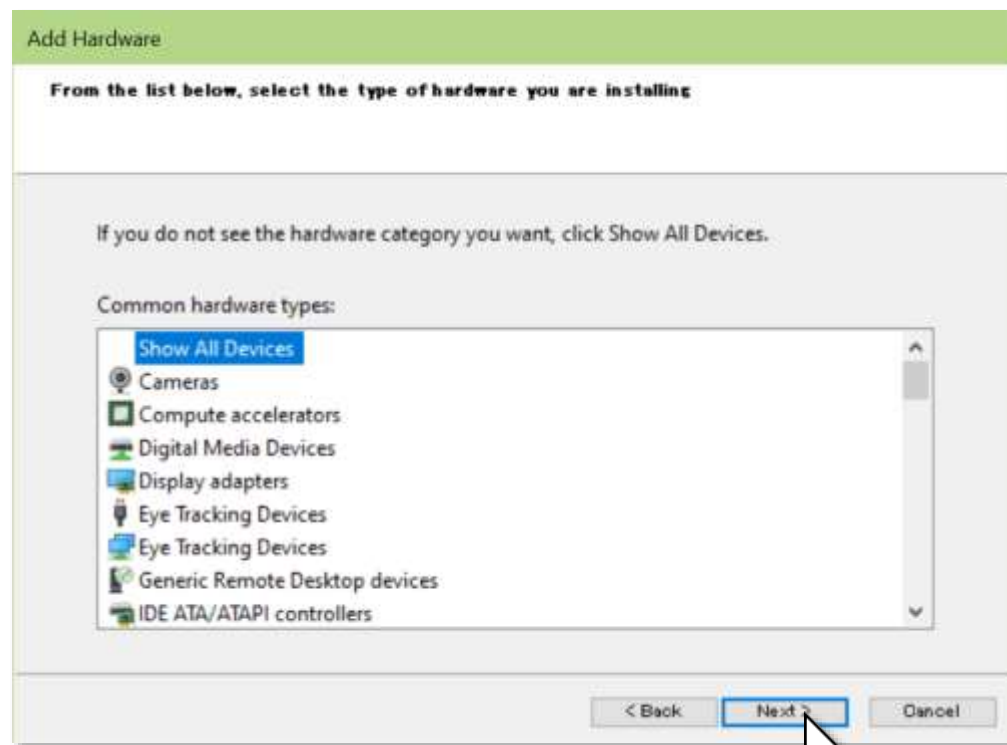 Add Hardware
From the list below, select the type of hardware you are installing
If you do not see the hardware category you want, click Show All Devices.
Common hardware types:
Show All Devices
Cameras
Compute accelerators
Digital Media Devices
Display adapters
Eye Tracking Devices
Eye Tracking Devices
Generic Remote Desktop devices
IDE ATA/ATAPI controllers
< Back Next > Cancel